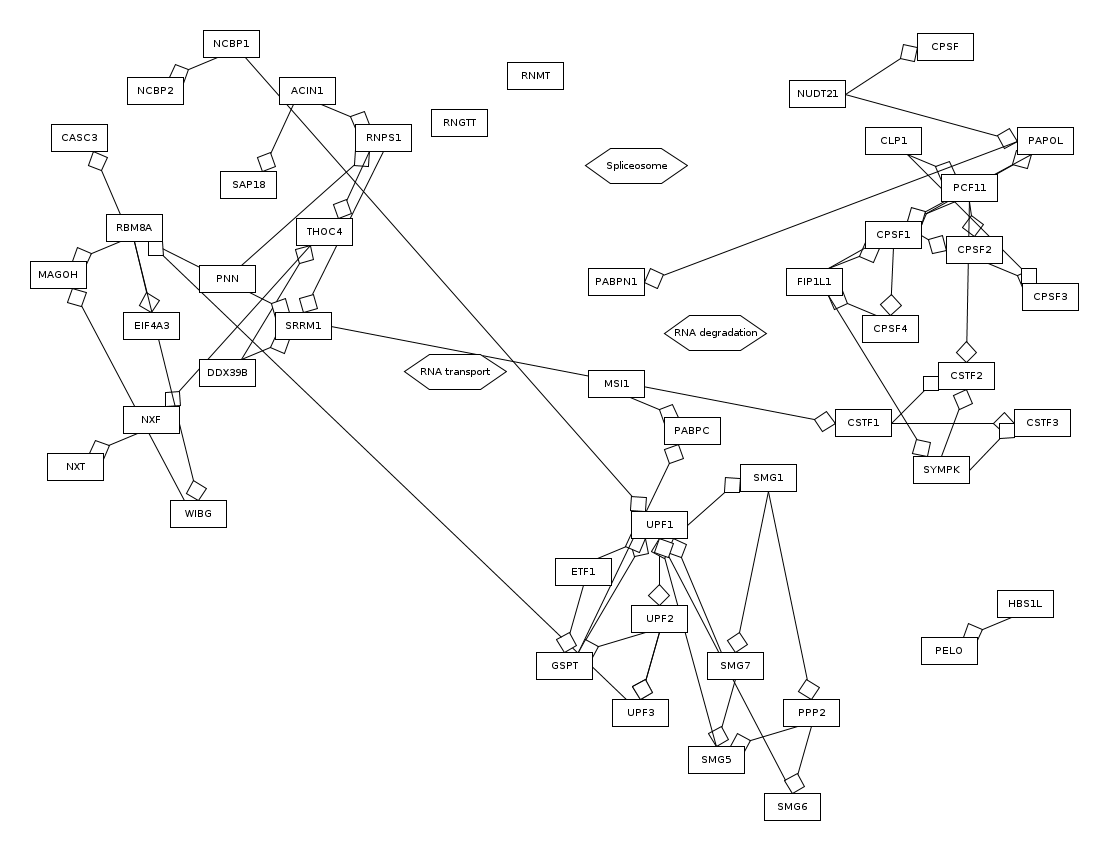 NCBP1
CPSF
RNMT
NCBP2
ACIN1
NUDT21
RNGTT
CASC3
RNPS1
CLP1
PAPOL
Spliceosome
SAP18
PCF11
RBM8A
THOC4
CPSF1
CPSF2
MAGOH
PNN
PABPN1
FIP1L1
CPSF3
EIF4A3
SRRM1
RNA degradation
CPSF4
DDX39B
RNA transport
MSI1
CSTF2
NXF
PABPC
CSTF1
CSTF3
NXT
SMG1
SYMPK
WIBG
UPF1
ETF1
HBS1L
UPF2
PELO
GSPT
SMG7
UPF3
PPP2
SMG5
SMG6